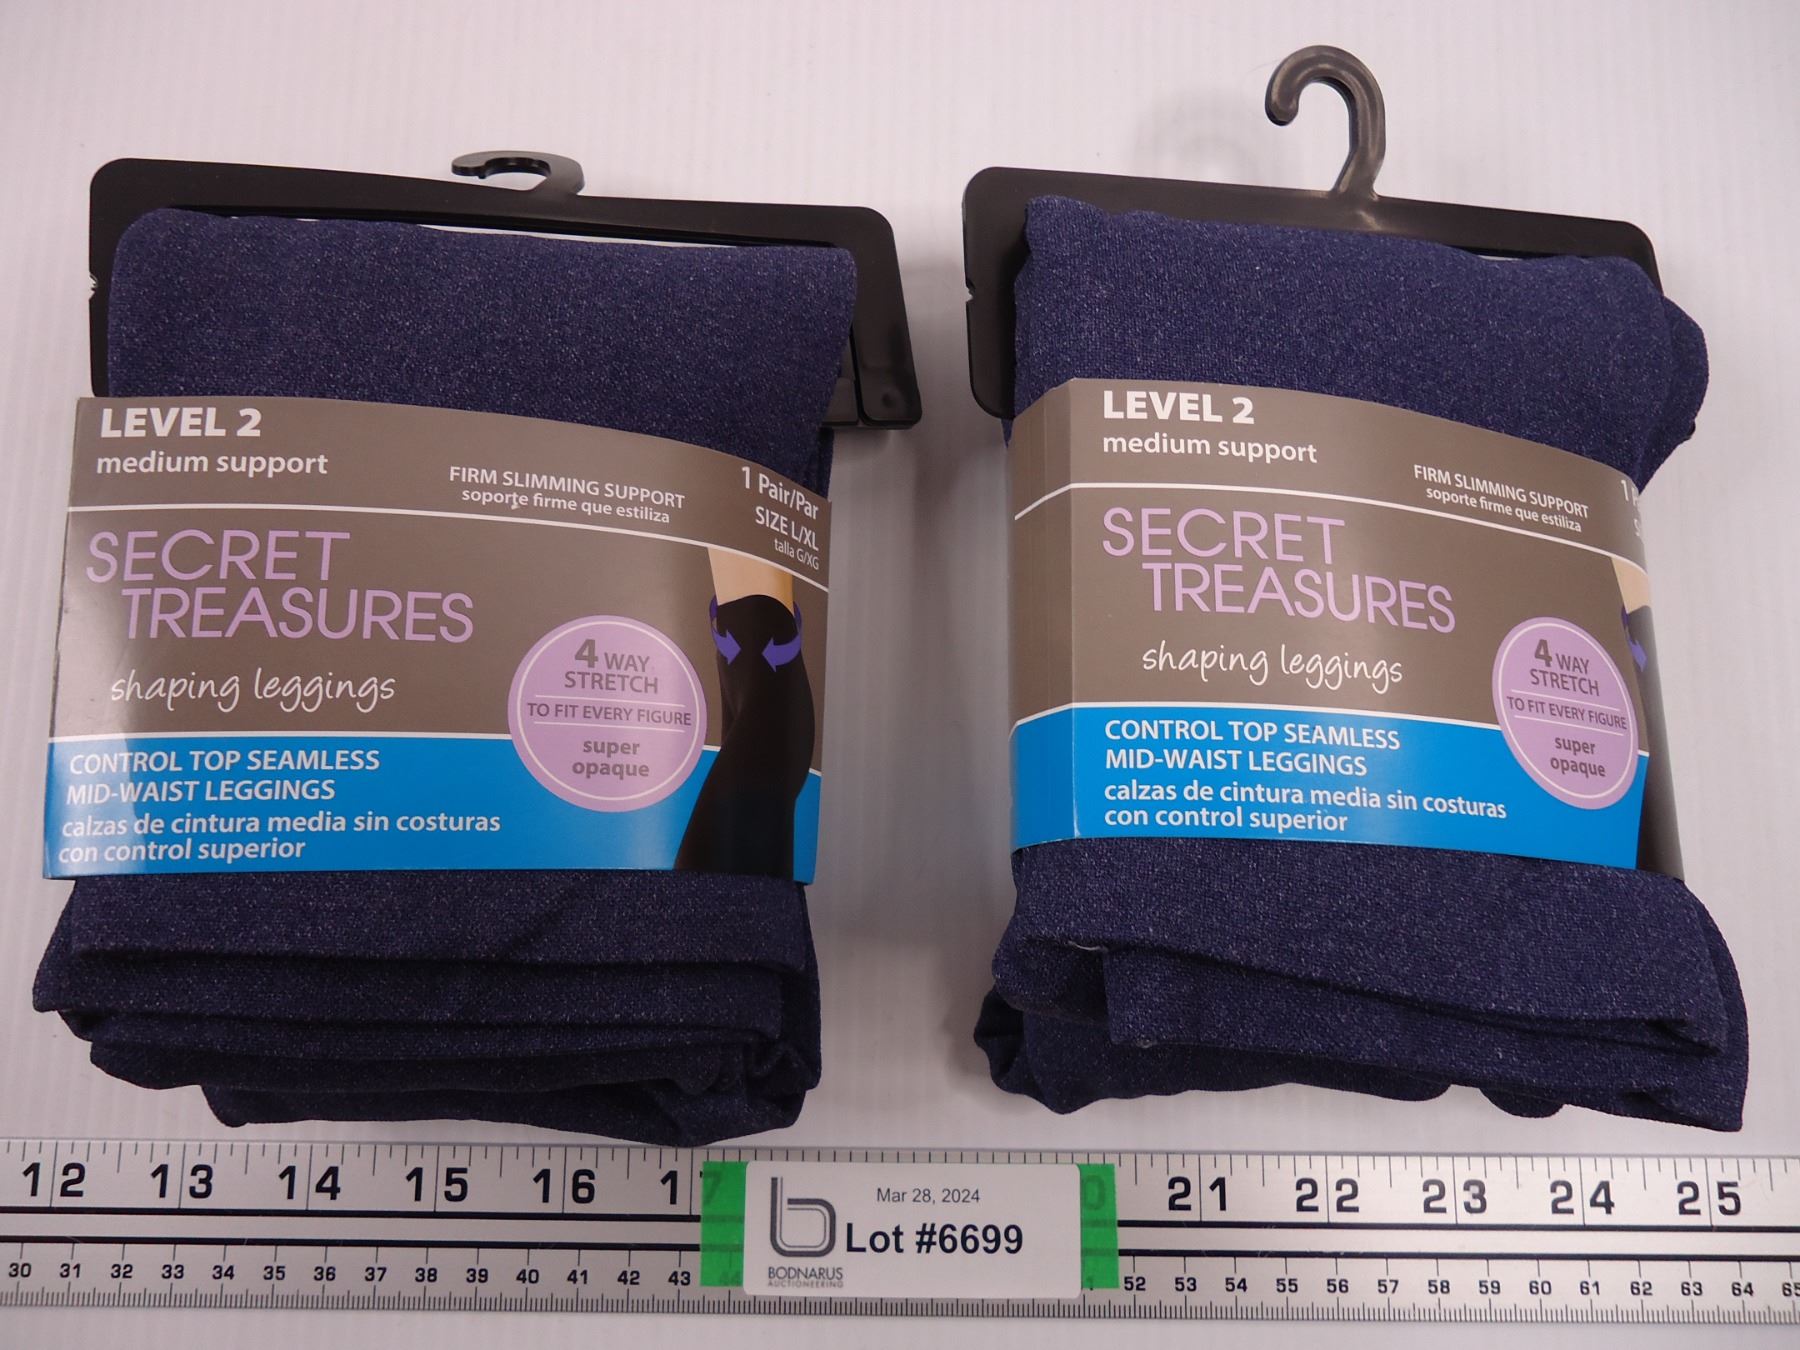 LEVEL 2
medium support
FIRM SLIMMING SUPPORT
soporte firme que estiliza
1 Pair/Par
SIZE L/XL
talla G/XG
SECRET
TREASURES
shaping leggings
4 WAY
STRETCH
TO FIT EVERY FIGURE
super
opaque
CONTROL TOP SEAMLESS
MID-WAIST LEGGINGS
calzas de cintura media sin costuras
con control superior
LEVEL 2
medium support
FIRM SLIMMING SUPPORT
soporte firme que estiliza
1
SECRET
TREASURES
shaping leggings
4 WAY
STRETCH
TO FIT EVERY FIGURE
super
opaque
CONTROL TOP SEAMLESS
MID-WAIST LEGGINGS
calzas de cintura media sin costuras
con control superior
12 13 14 15 16 17 21 22 23 24 25
Mar 28, 2024
Lot #6699
BODNARUS
AUCTIONEERING
30 31 32 33 34 35 36 37 38 39 40 41 42 43 44 52 53 54 55 56 57 58 59 60 61 62 63 64 65